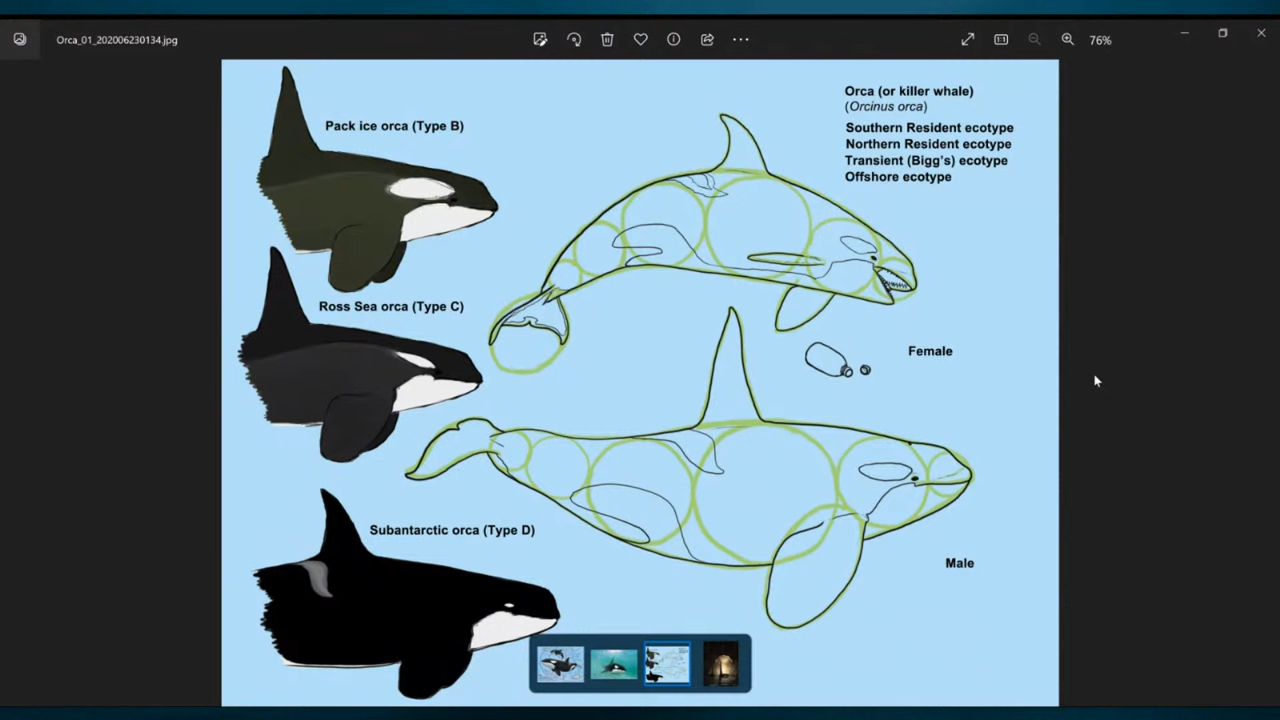 Orca_01_202006230134.jpg
76%
Orca (or killer whale)
(Orcinus orca)
Southern Resident ecotype
Northern Resident ecotype
Transient (Bigg's) ecotype
Offshore ecotype
Pack ice orca (Type B)
Ross Sea orca (Type C)
Female
Subantarctic orca (Type D)
Male